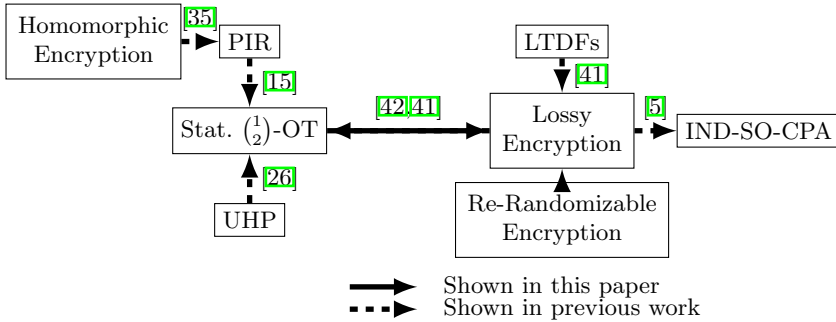 Homomorphic
Encryption
[35]
PIR
LTDFs
[15]
[41]
Stat. (1 2)-OT
[42,41]
Lossy
Encryption
[5]
IND-SO-CPA
[26]
UHP
Re-Randomizable
Encryption
Shown in this paper
Shown in previous work